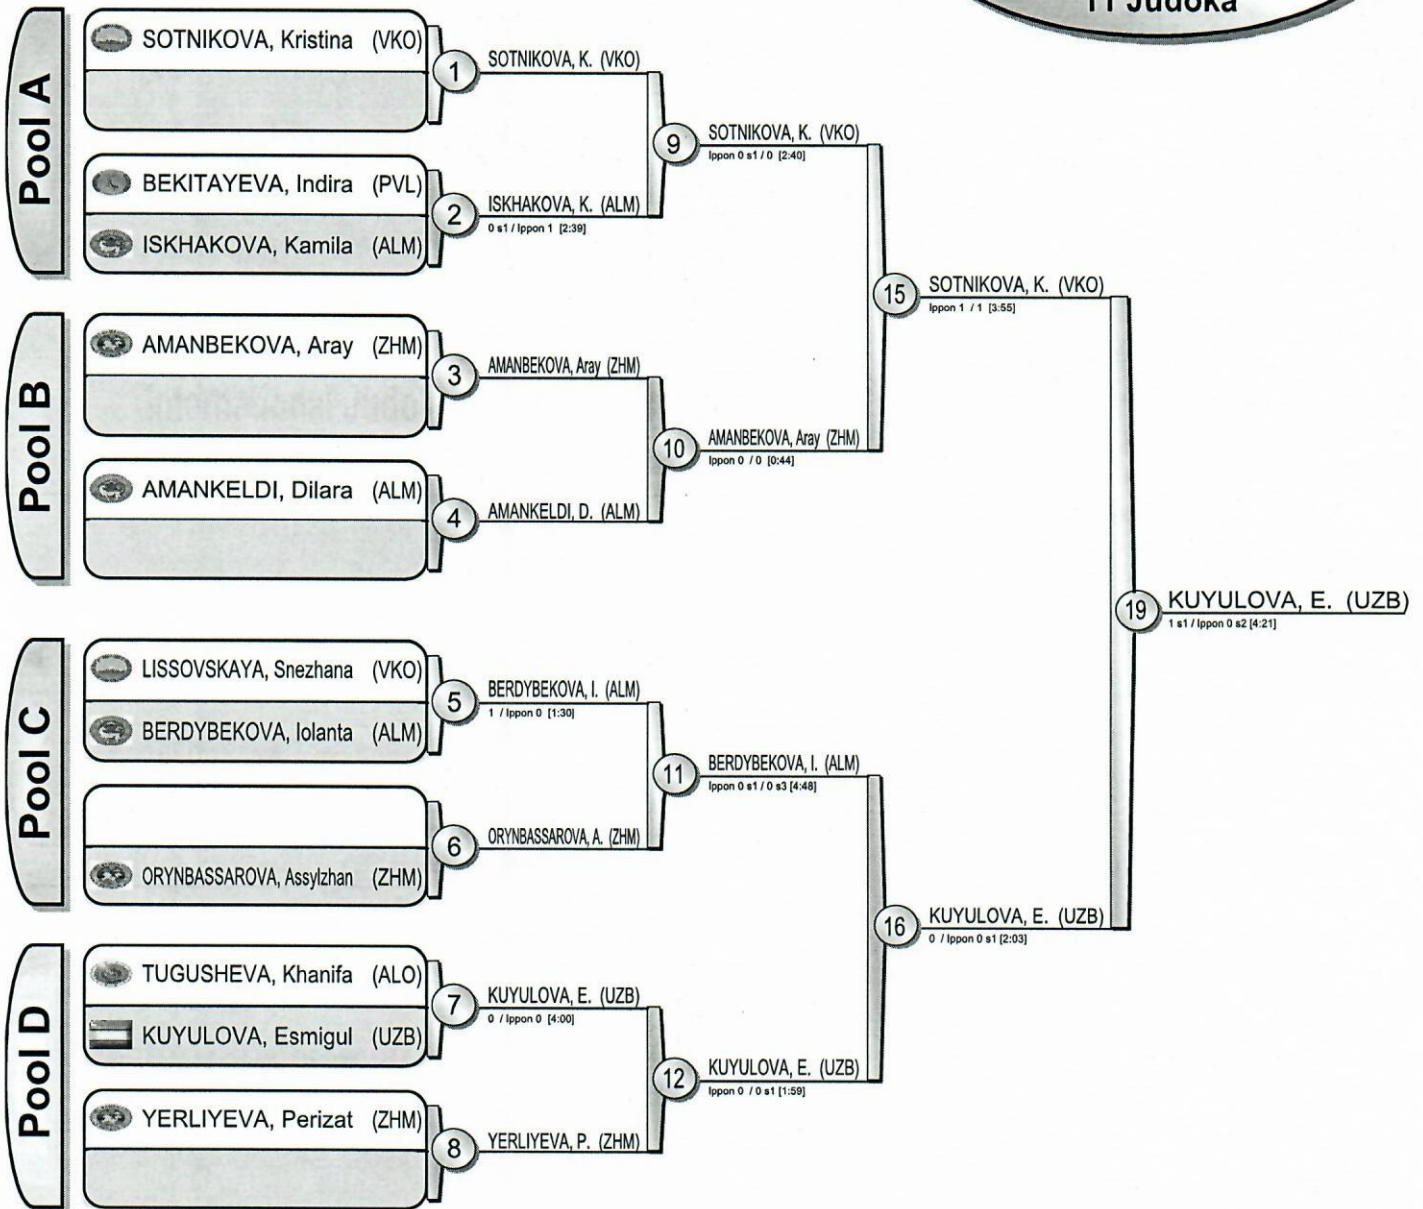 11 Judoka
Pool A
SOTNIKOVA, Kristina (VKO)
1
SOTNIKOVA, K. (VKO)
BEKITAYEVA, Indira (PVL)
2
ISKHAKOVA, K. (ALM)
0 s1 / Ippon 1 [2:39]
ISKHAKOVA, Kamila (ALM)
9
SOTNIKOVA, K. (VKO)
Ippon 0 s1 / 0 [2:40]
Pool B
AMANBEKOVA, Aray (ZHM)
3
AMANBEKOVA, Aray (ZHM)
AMANKELDI, Dilara (ALM)
4
AMANKELDI, D. (ALM)
10
AMANBEKOVA, Aray (ZHM)
Ippon 0 / 0 [0:44]
15
SOTNIKOVA, K. (VKO)
Ippon 1 / 1 [3:55]
Pool C
LISSOVSKAYA, Snezhana (VKO)
BERDYBEKOVA, Iolanta (ALM)
5
BERDYBEKOVA, I. (ALM)
1 / Ippon 0 [1:30]
6
ORYNBASSAROVA, A. (ZHM)
ORYNBASSAROVA, Assylzhan (ZHM)
11
BERDYBEKOVA, I. (ALM)
Ippon 0 s1 / 0 s3 [4:48]
Pool D
TUGUSHEVA, Khanifa (ALO)
KUYULOVA, Esmigul (UZB)
7
KUYULOVA, E. (UZB)
0 / Ippon 0 [4:00]
YERLIYEVA, Perizat (ZHM)
8
YERLIYEVA, P. (ZHM)
12
KUYULOVA, E. (UZB)
Ippon 0 / 0 s1 [1:59]
16
KUYULOVA, E. (UZB)
0 / Ippon 0 s1 [2:03]
19
KUYULOVA, E. (UZB)
1 s1 / Ippon 0 s2 [4:21]